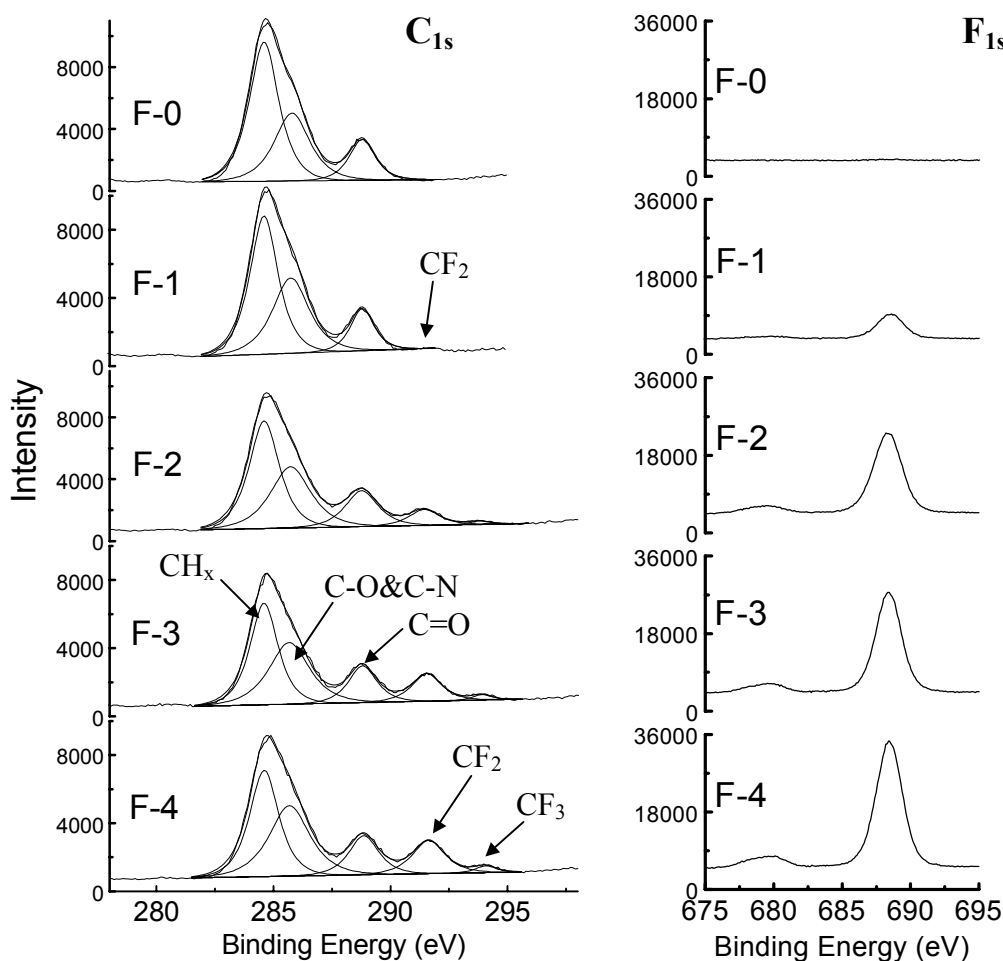 C1s
F1s
Intensity
F-0
8000
4000
0
F-1
CF2
8000
4000
0
F-2
8000
4000
0
CHx
C-O&C-N
C=O
F-3
8000
4000
0
CF2
CF3
F-4
8000
4000
0
280 285 290 295
Binding Energy (eV)
36000
F-0
18000
0
36000
F-1
18000
0
36000
F-2
18000
0
36000
F-3
18000
0
36000
F-4
18000
0
675 680 685 690 695
Binding Energy (eV)